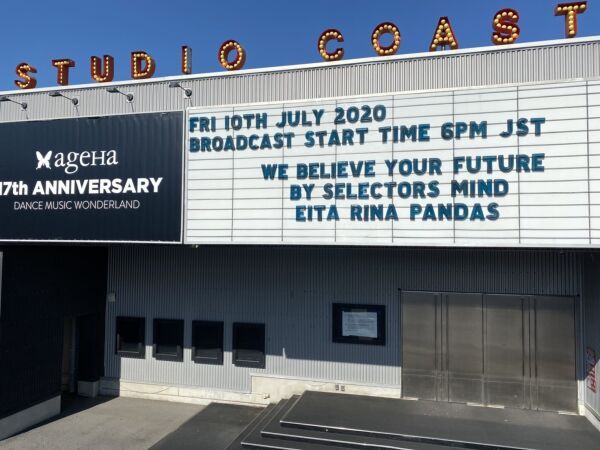 STUDIO COAST
ageHa
17th ANNIVERSARY
DANCE MUSIC WONDERLAND
FRI 10TH JULY 2020
BROADCAST START TIME 6PM JST
WE BELIEVE YOUR FUTURE
BY SELECTORS MIND
EITA RINA PANDAS